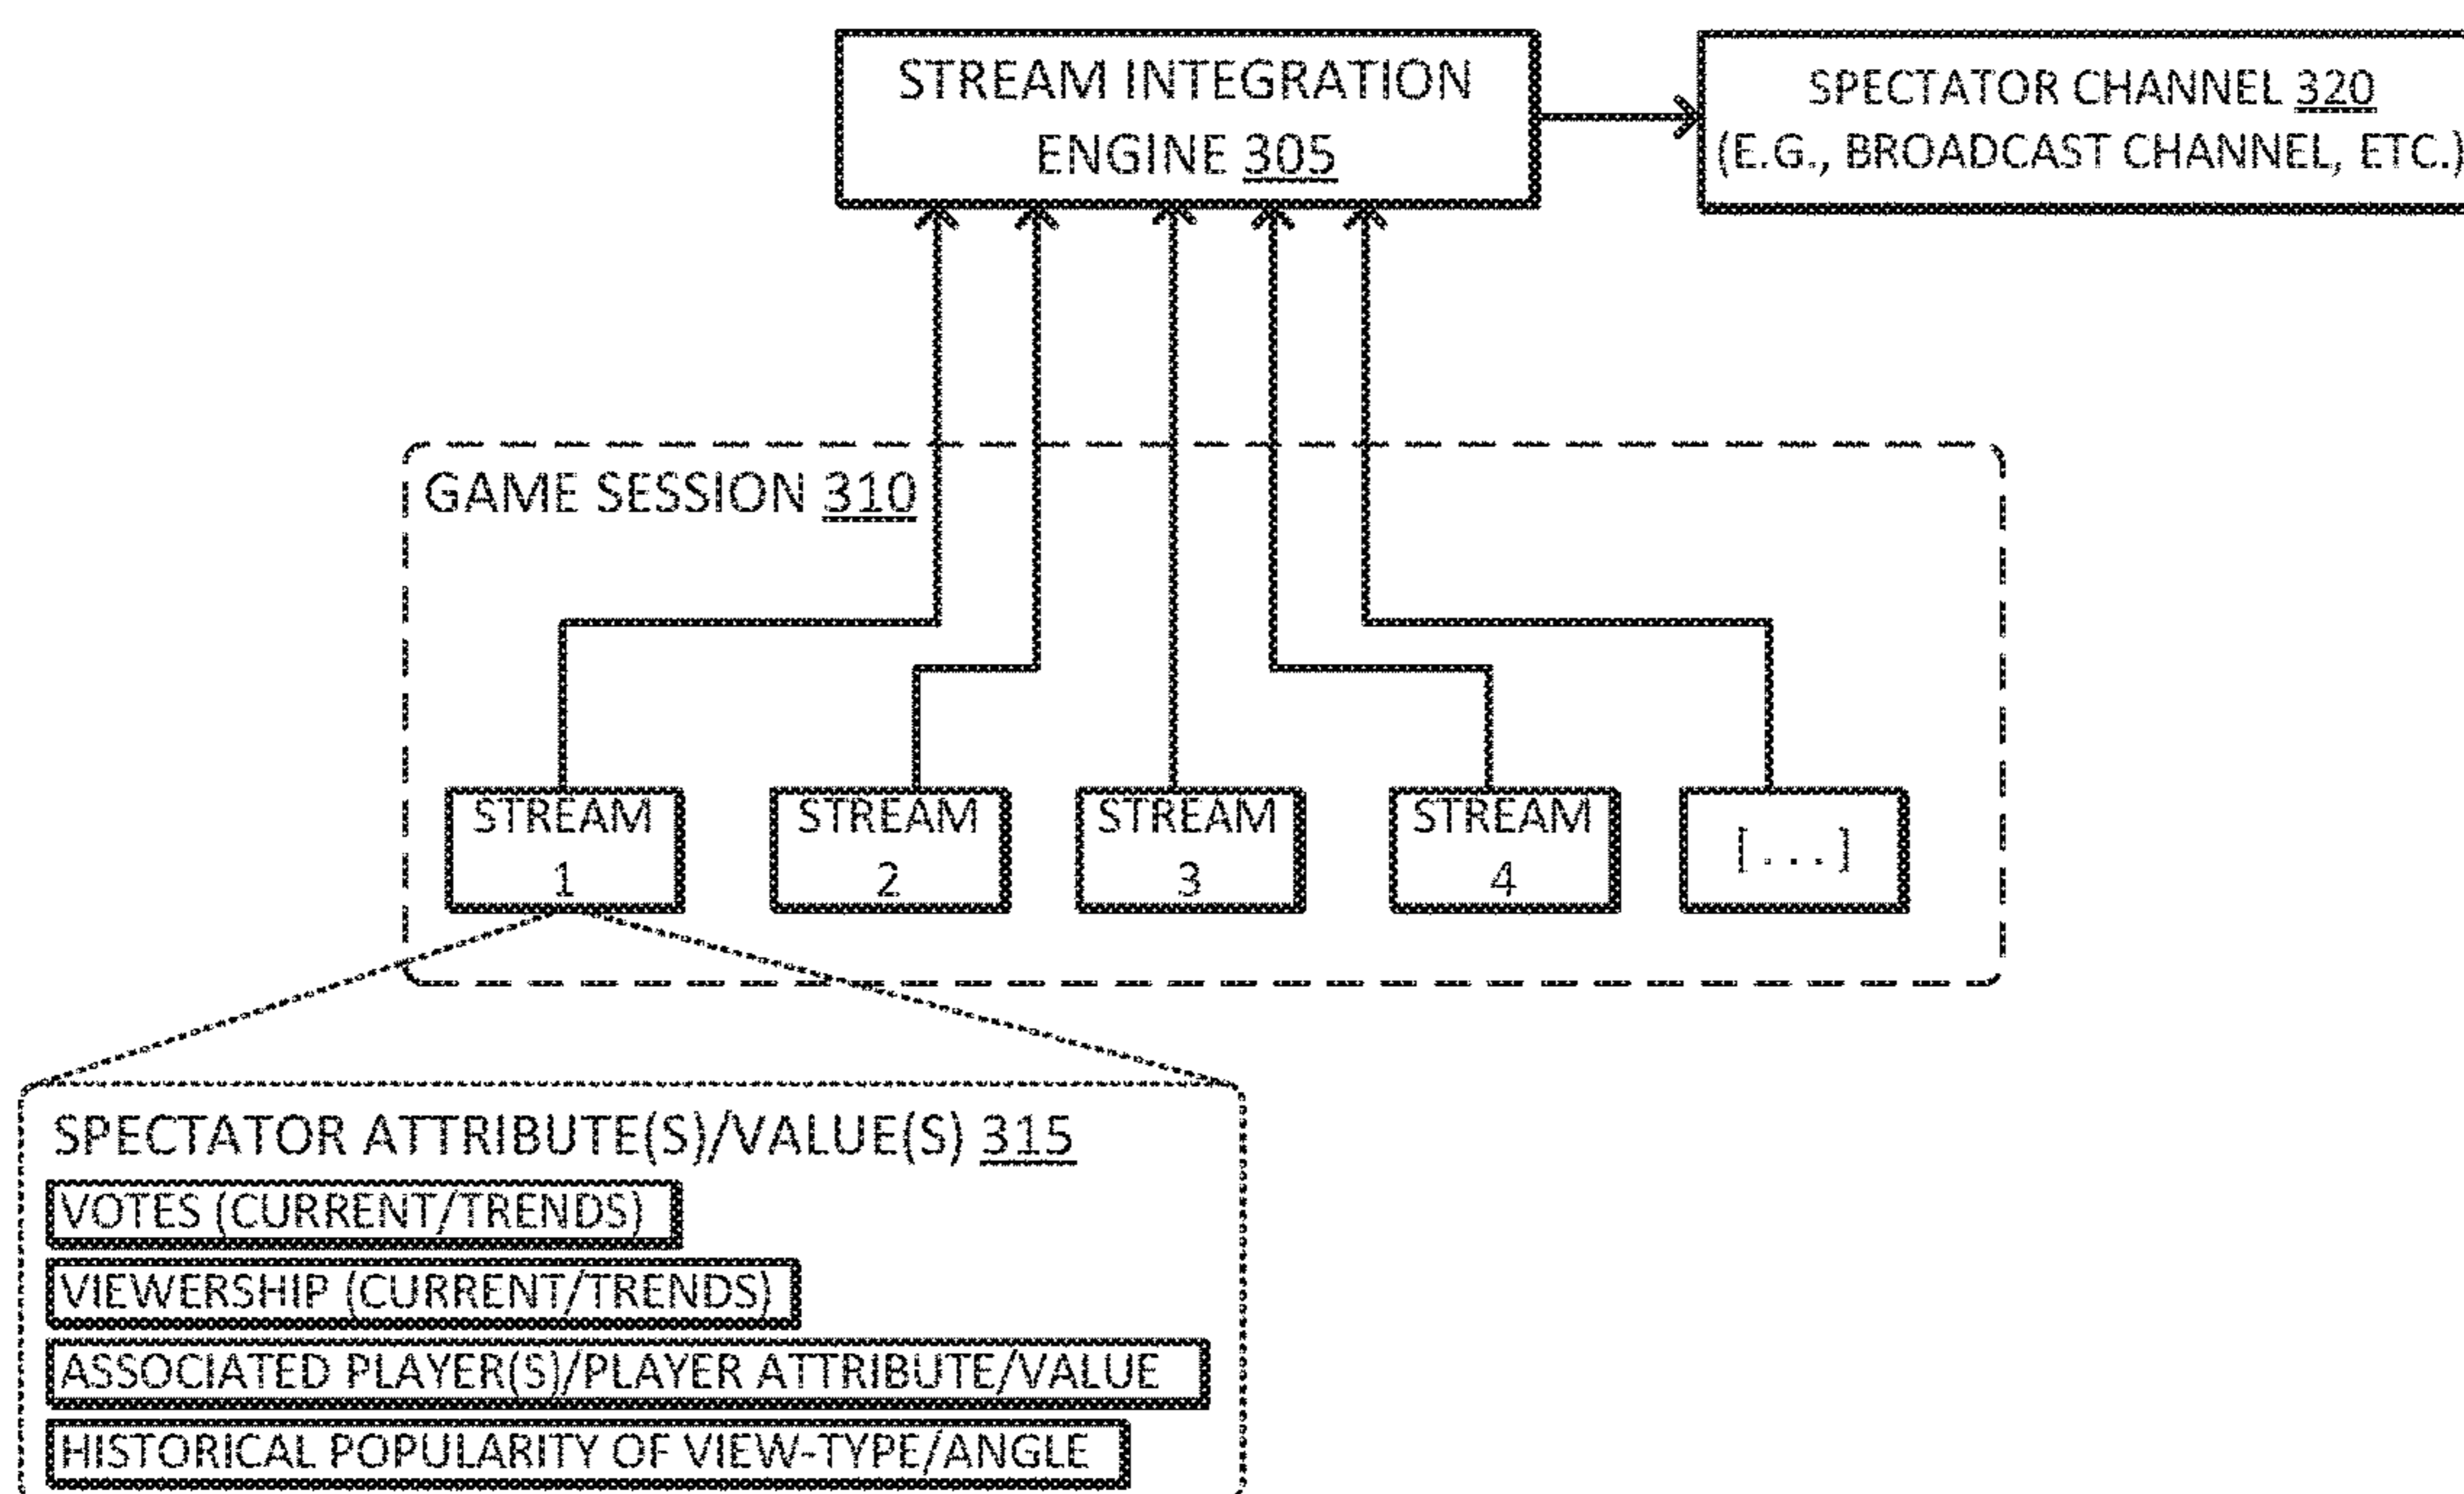 STREAM INTEGRATION
ENGINE 305
SPECTATOR CHANNEL 320
(E.G., BROADCAST CHANNEL, ETC.)
GAME SESSION 310
STREAM
1
STREAM
2
STREAM
3
STREAM
4
[...]
SPECTATOR ATTRIBUTE(S)/VALUE(S) 315
VOTES (CURRENT/TRENDS)
VIEWERSHIP (CURRENT/TRENDS)
ASSOCIATED PLAYER(S)/PLAYER ATTRIBUTE/VALUE
HISTORICAL POPULARITY OF VIEW-TYPE/ANGLE